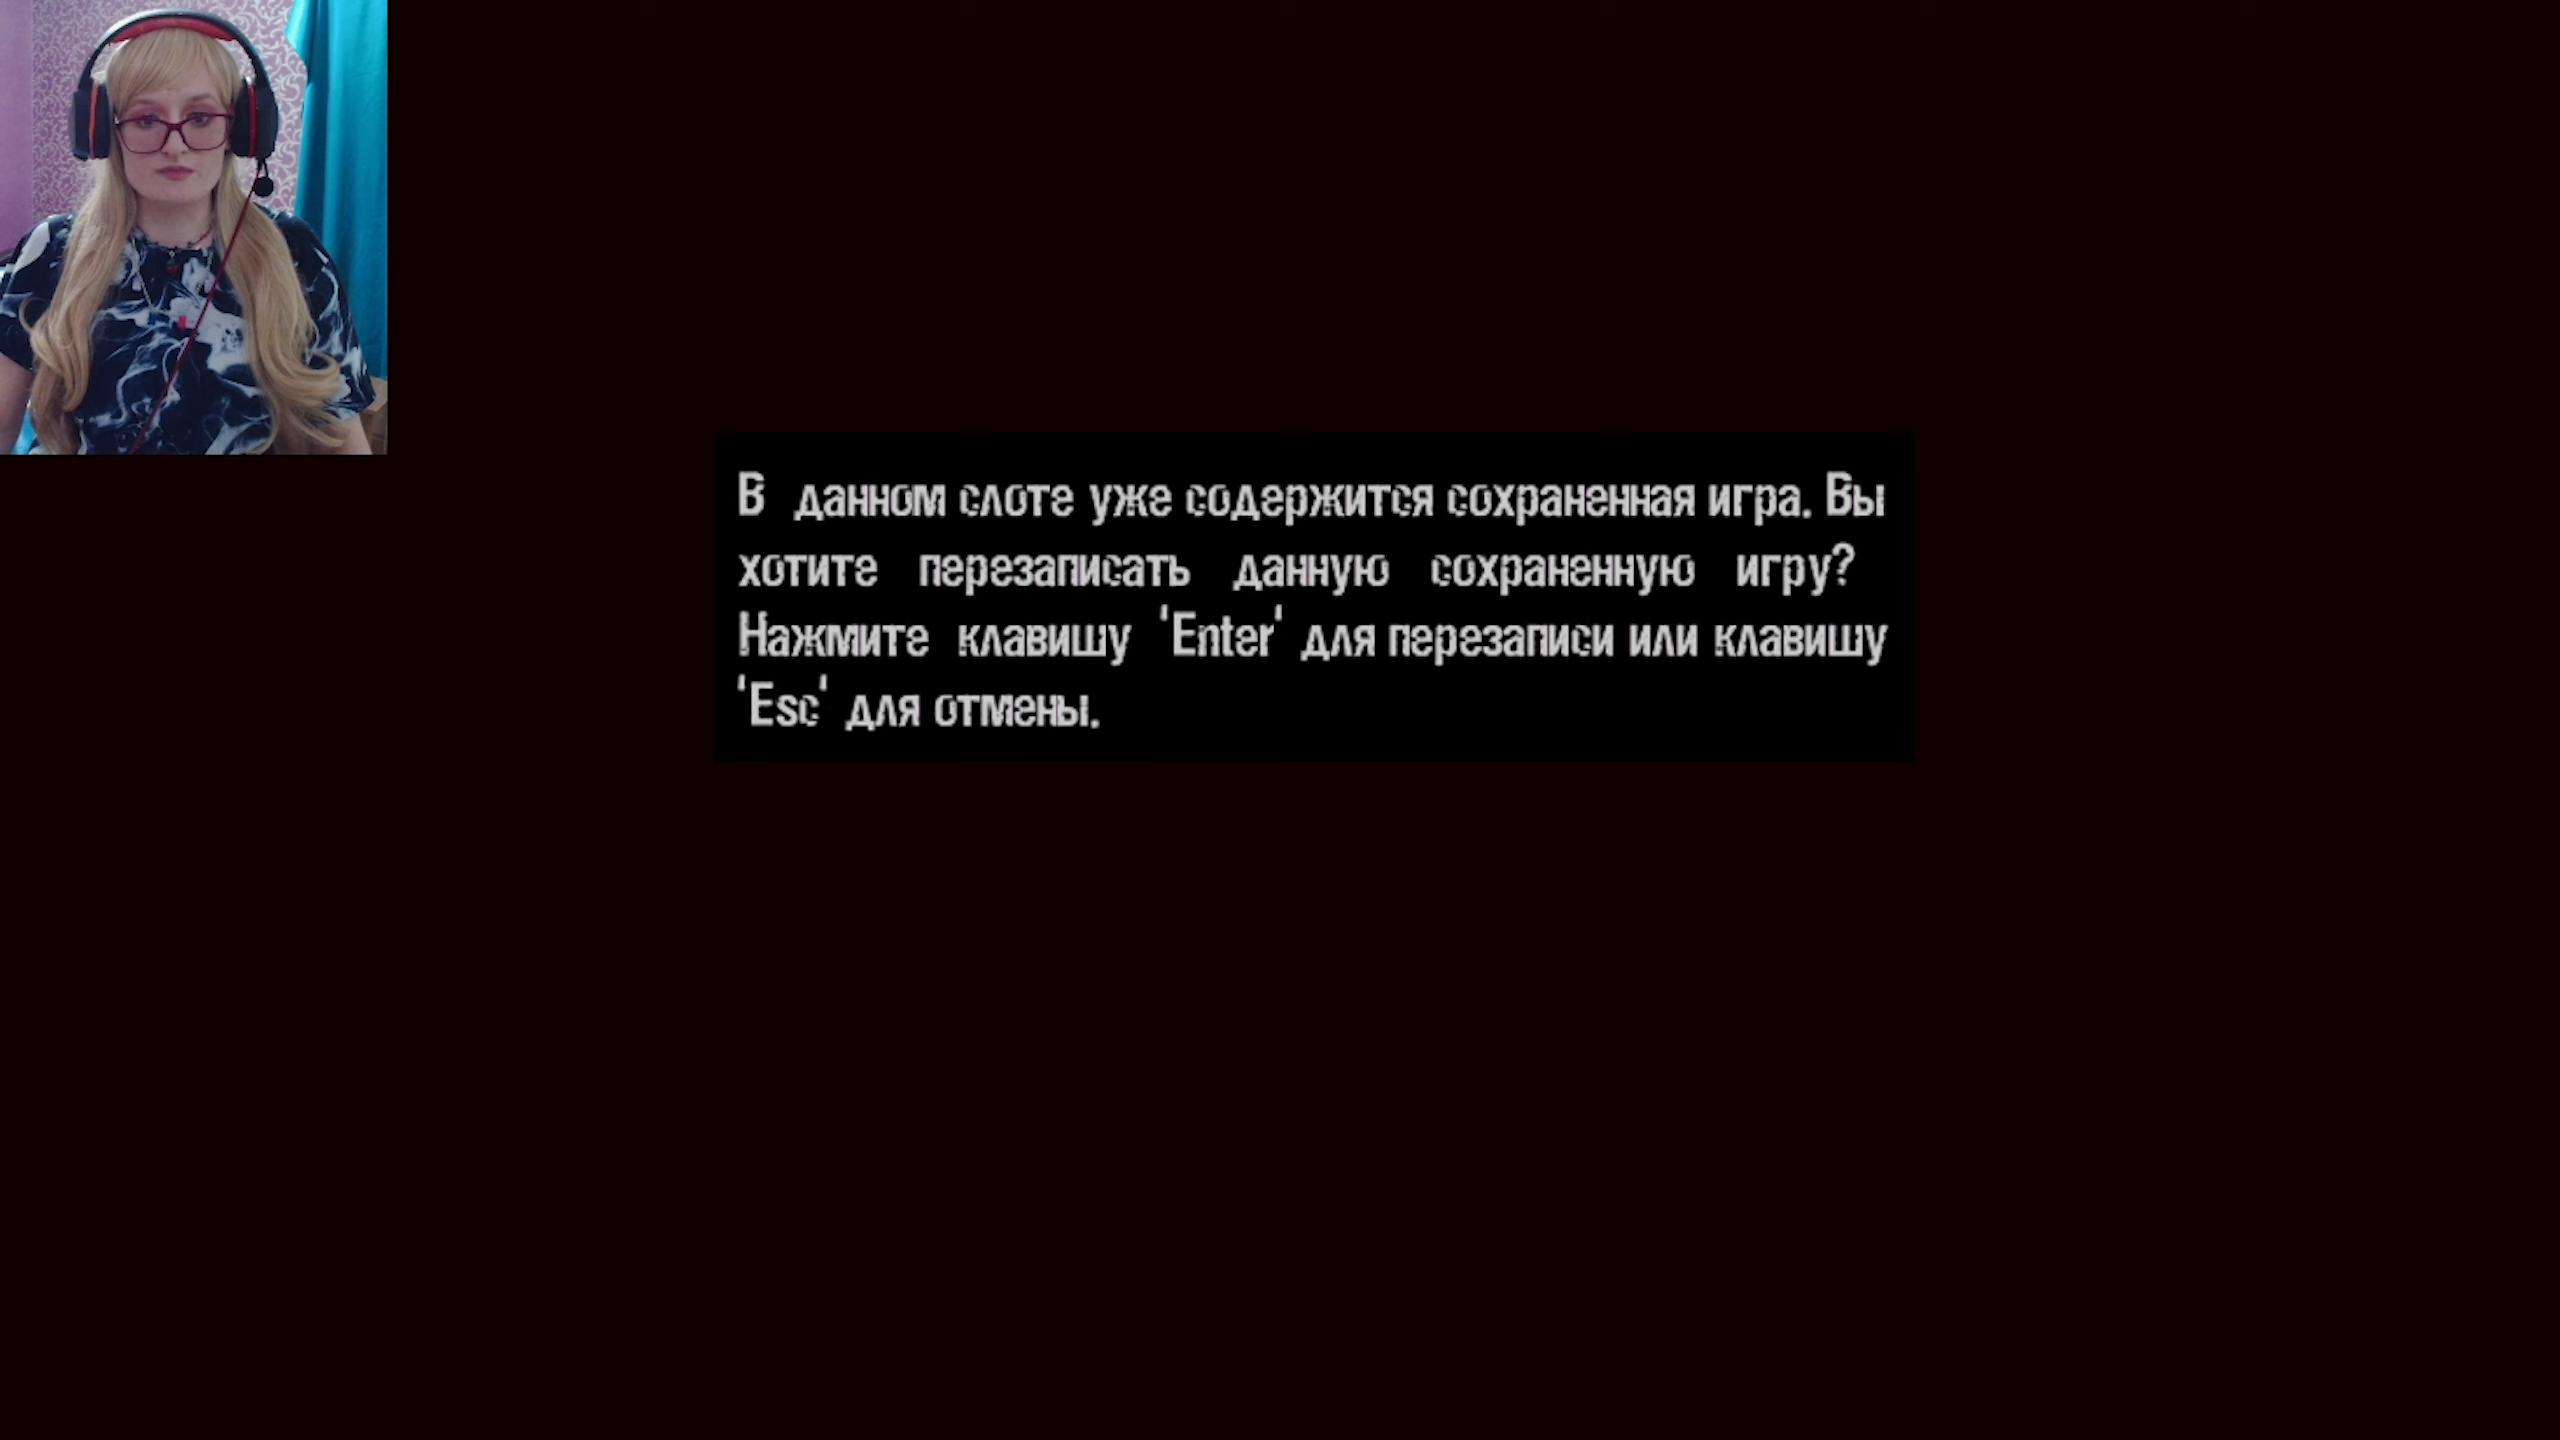 В данном слоте уже содержится сохраненная игра. Вы
хотите перезаписать данную сохраненную игру?
Нажмите клавишу 'Enter' для перезаписи или клавишу
'Esc' для отмены.